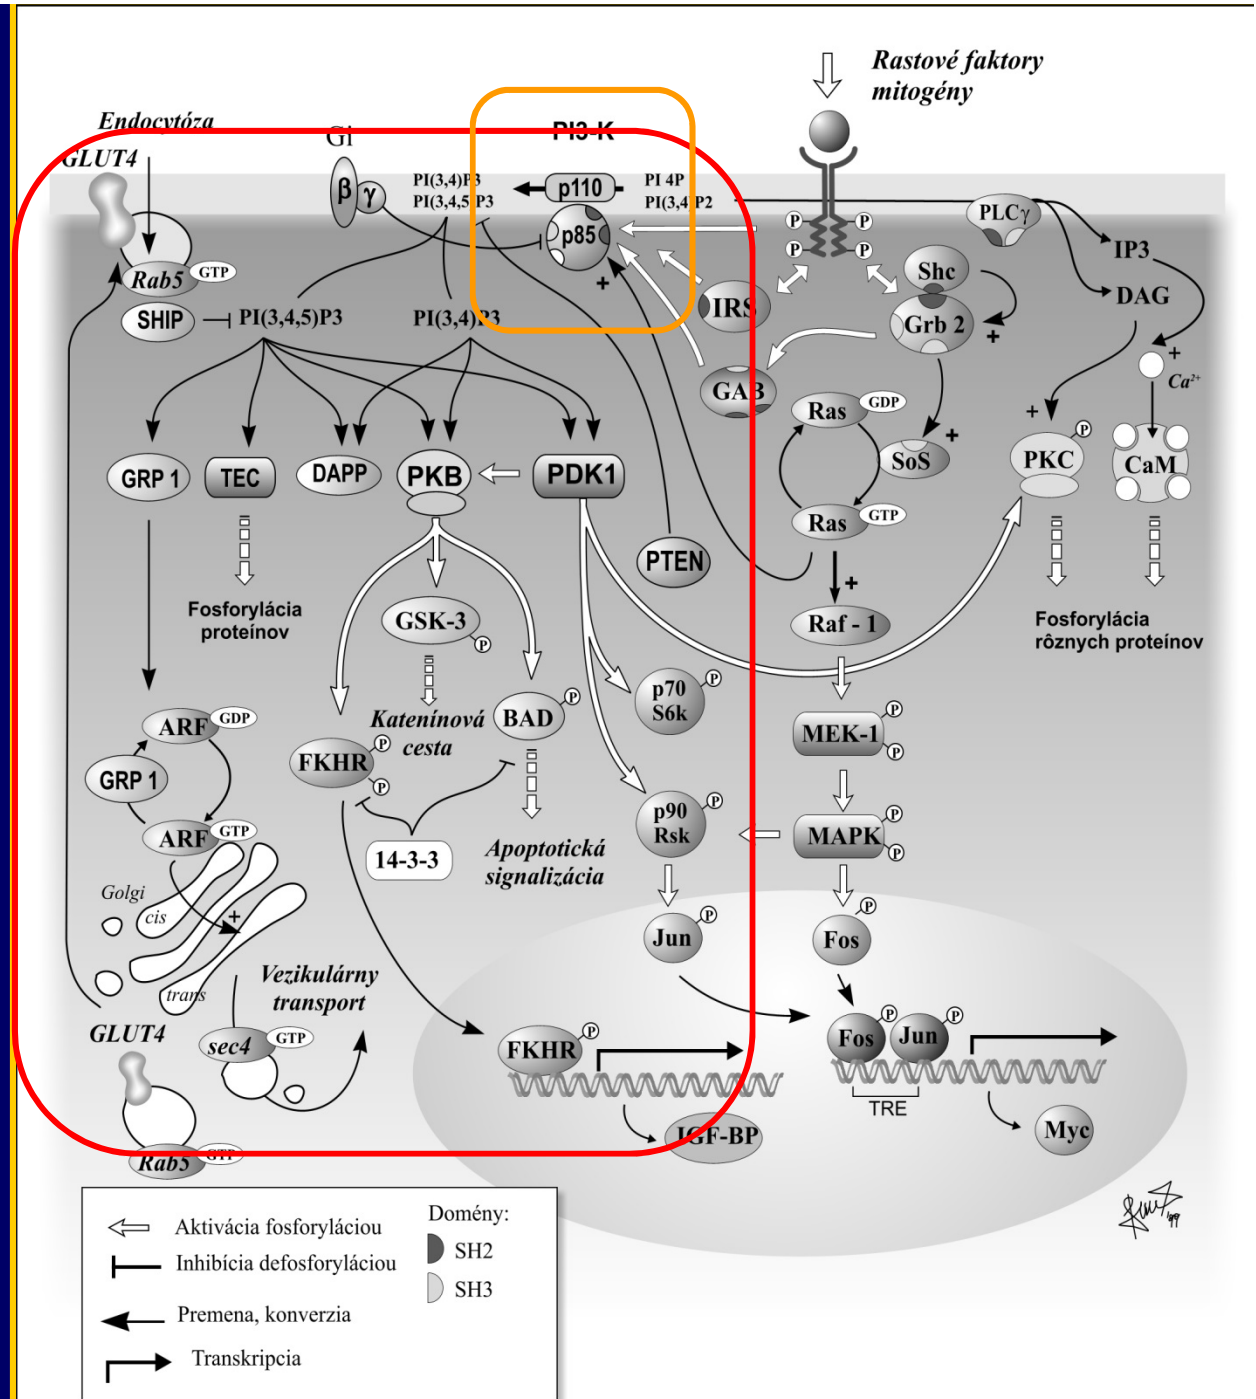 Rastové faktory
mitogény
Endocytóza
GLUT4
Gi
PI3-K
β γ
PI(3,4)P3
PI(3,4,5)P3
p110
PI 4P
PI(3,4)P2
p85
+
P
P
P
P
PLCγ
IP3
DAG
Rab5
GTP
SHIP
PI(3,4,5)P3
PI(3,4)P3
IRS
Shc
Grb 2
+
+
Ca²⁺
GAB
Ras
GDP
SoS
+
+
P
PKC
CaM
GRP 1
TEC
DAPP
PKB
PDK1
Ras
GTP
PTEN
+
Raf - 1
Fosforylácia
proteínov
GSK-3
P
Fosforylácia
rôznych proteínov
p70
S6k
P
BAD
P
Katenínová
cesta
ARF
GDP
GRP 1
FKHR
P
P
MEK-1
P
P
ARF
GTP
p90
Rsk
P
MAPK
P
P
14-3-3
Apoptotická
signalizácia
Golgi
cis
+
trans
Jun
P
Fos
P
Vezikulárny
transport
GLUT4
sec4
GTP
FKHR
P
Fos
P
Jun
P
TRE
IGF-BP
Myc
Rab5
GTP
'99
Aktivácia fosforyláciou
Inhibícia defosforyláciou
Premena, konverzia
Transkripcia
Domény:
SH2
SH3